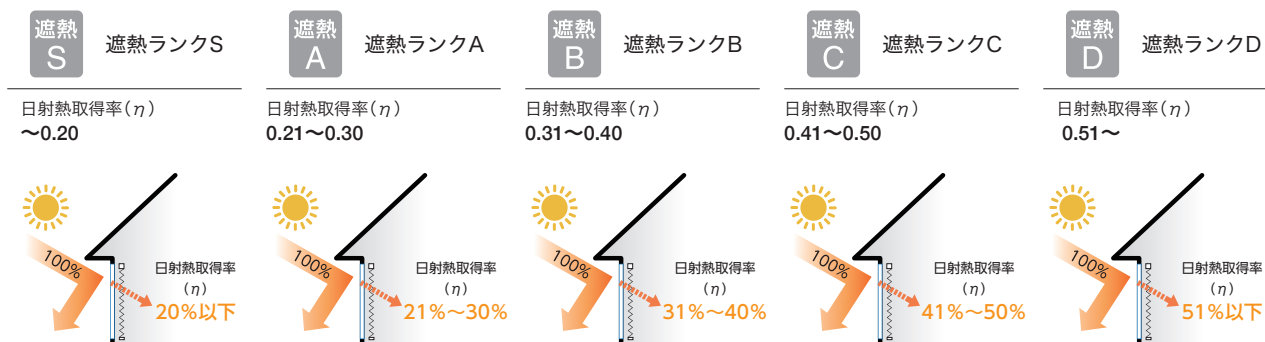 遮熱
S
遮熱ランクS
日射熱取得率(η)
〜0.20
100%
日射熱取得率
(η)
20%以下
遮熱
A
遮熱ランクA
日射熱取得率(η)
0.21〜0.30
100%
日射熱取得率
(η)
21%〜30%
遮熱
B
遮熱ランクB
日射熱取得率(η)
0.31〜0.40
100%
日射熱取得率
(η)
31%〜40%
遮熱
C
遮熱ランクC
日射熱取得率(η)
0.41〜0.50
100%
日射熱取得率
(η)
41%〜50%
遮熱
D
遮熱ランクD
日射熱取得率(η)
0.51〜
100%
日射熱取得率
(η)
51%以下